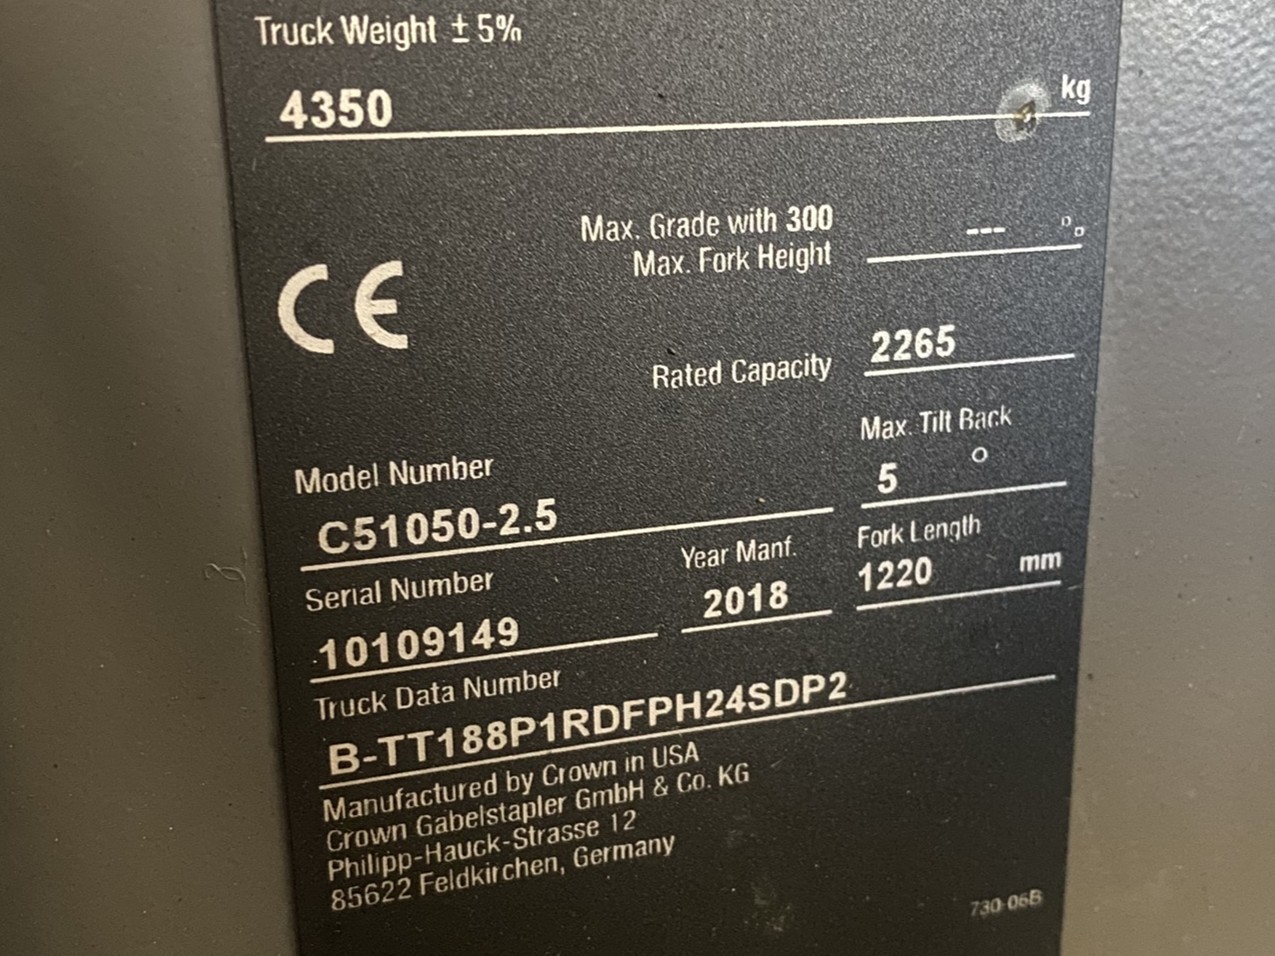 Truck Weight ± 5%
4350 kg
Max. Grade with 300
Max. Fork Height --- %
CE
Rated Capacity 2265
Max. Tilt Back
5 °
Model Number
C51050-2.5
Serial Number
10109149
Year Manf.
2018
Fork Length
1220 mm
Truck Data Number
B-TT188P1RDFPH24SDP2
Manufactured by Crown in USA
Crown Gabelstapler GmbH & Co. KG
Philipp-Hauck-Strasse 12
85622 Feldkirchen, Germany
730-06B